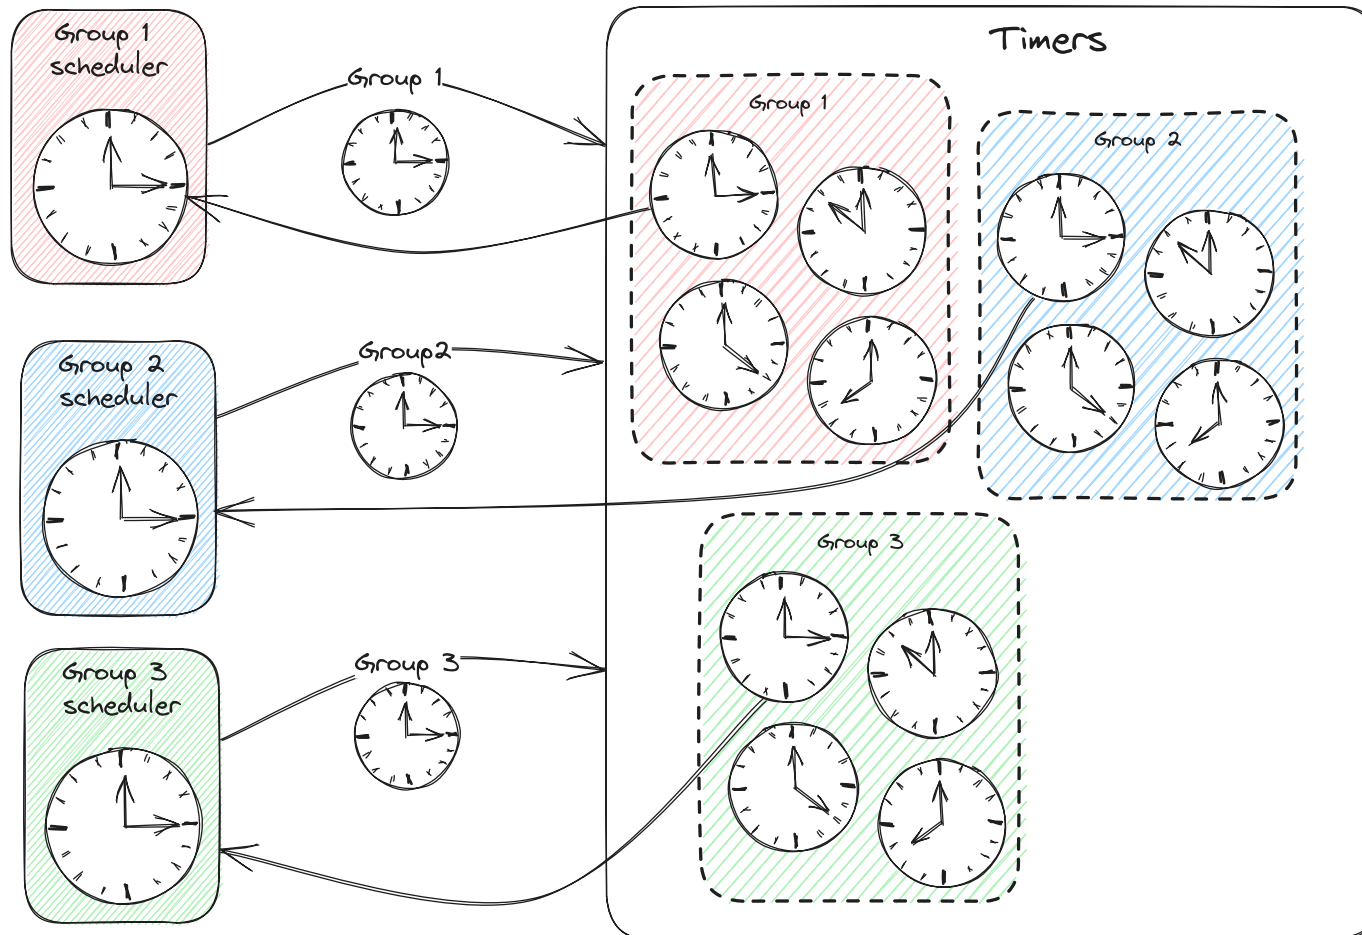 Group 1
scheduler
Group 1
Timers
Group 1
Group 2
Group 2
scheduler
Group2
Group 3
Group 3
scheduler
Group 3